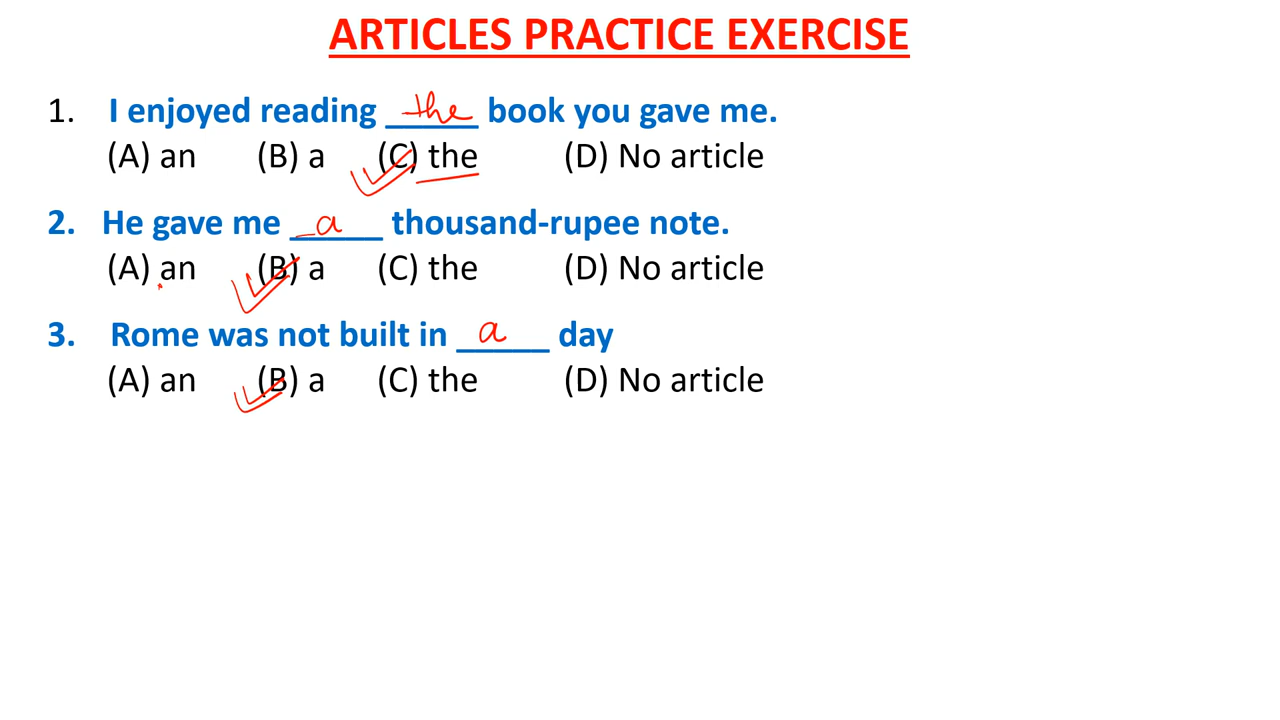 ARTICLES PRACTICE EXERCISE
1. I enjoyed reading the book you gave me.
(A) an (B) a (C) the (D) No article
2. He gave me a thousand-rupee note.
(A) an (B) a (C) the (D) No article
3. Rome was not built in a day
(A) an (B) a (C) the (D) No article